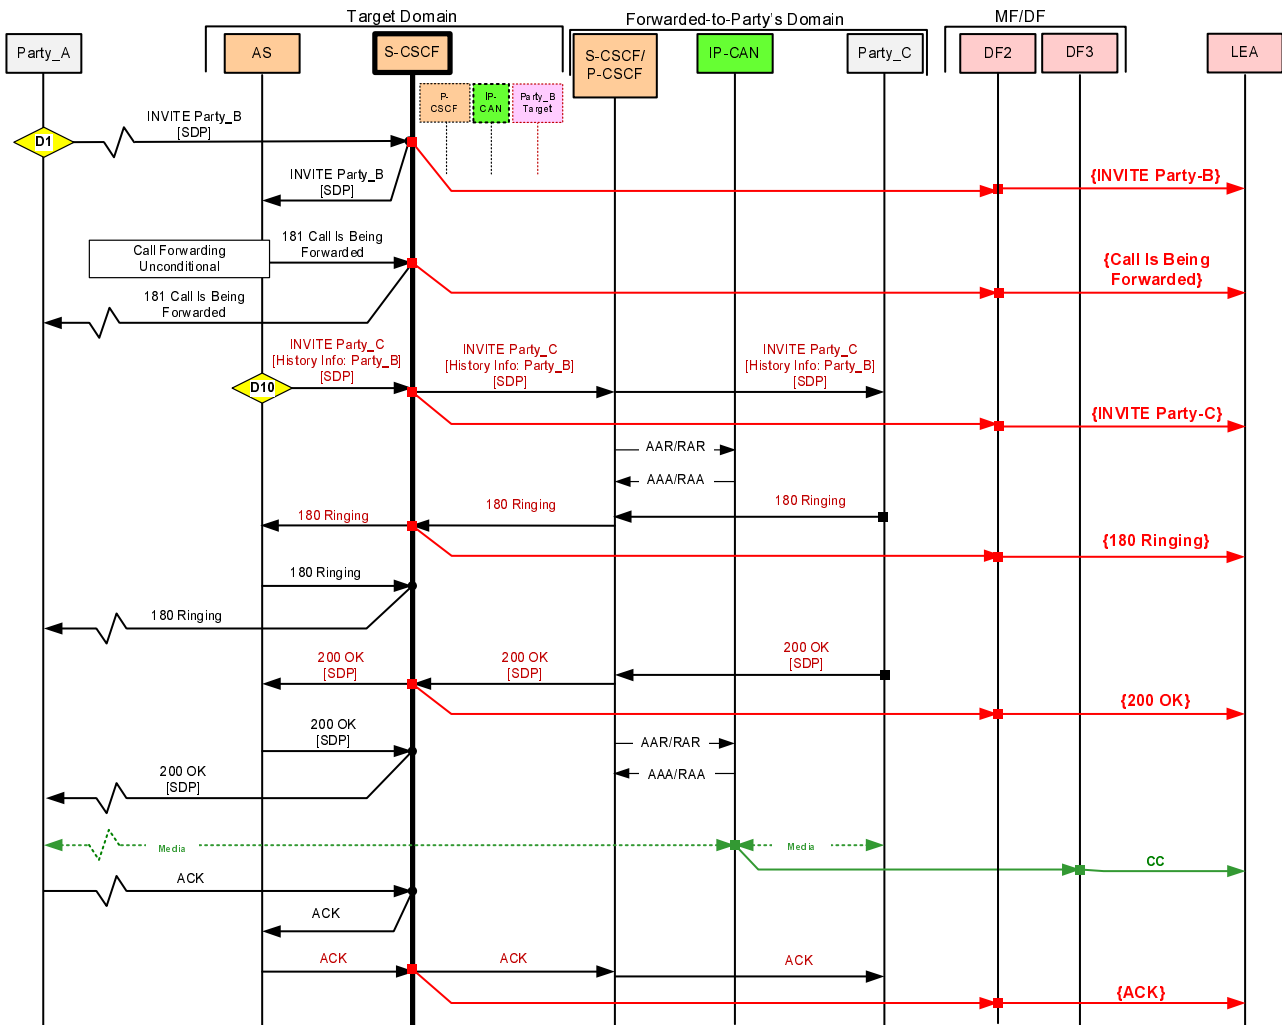 Target Domain
Forwarded-to-Party's Domain
MF/DF
Party_A
AS
S-CSCF
S-CSCF/
P-CSCF
IP-CAN
Party_C
DF2
DF3
LEA
P-
CSCF
IP-
CAN
Party_B
Target
D1
INVITE Party_B
[SDP]
INVITE Party_B
[SDP]
{INVITE Party-B}
Call Forwarding
Unconditional
181 Call Is Being
Forwarded
{Call Is Being
Forwarded}
181 Call Is Being
Forwarded
D10
INVITE Party_C
[History Info: Party_B]
[SDP]
INVITE Party_C
[History Info: Party_B]
[SDP]
INVITE Party_C
[History Info: Party_B]
[SDP]
{INVITE Party-C}
AAR/RAR
AAA/RAA
180 Ringing
180 Ringing
180 Ringing
{180 Ringing}
180 Ringing
180 Ringing
200 OK
[SDP]
200 OK
[SDP]
200 OK
[SDP]
{200 OK}
200 OK
[SDP]
AAR/RAR
200 OK
[SDP]
AAA/RAA
Media
Media
CC
ACK
ACK
ACK
ACK
ACK
{ACK}